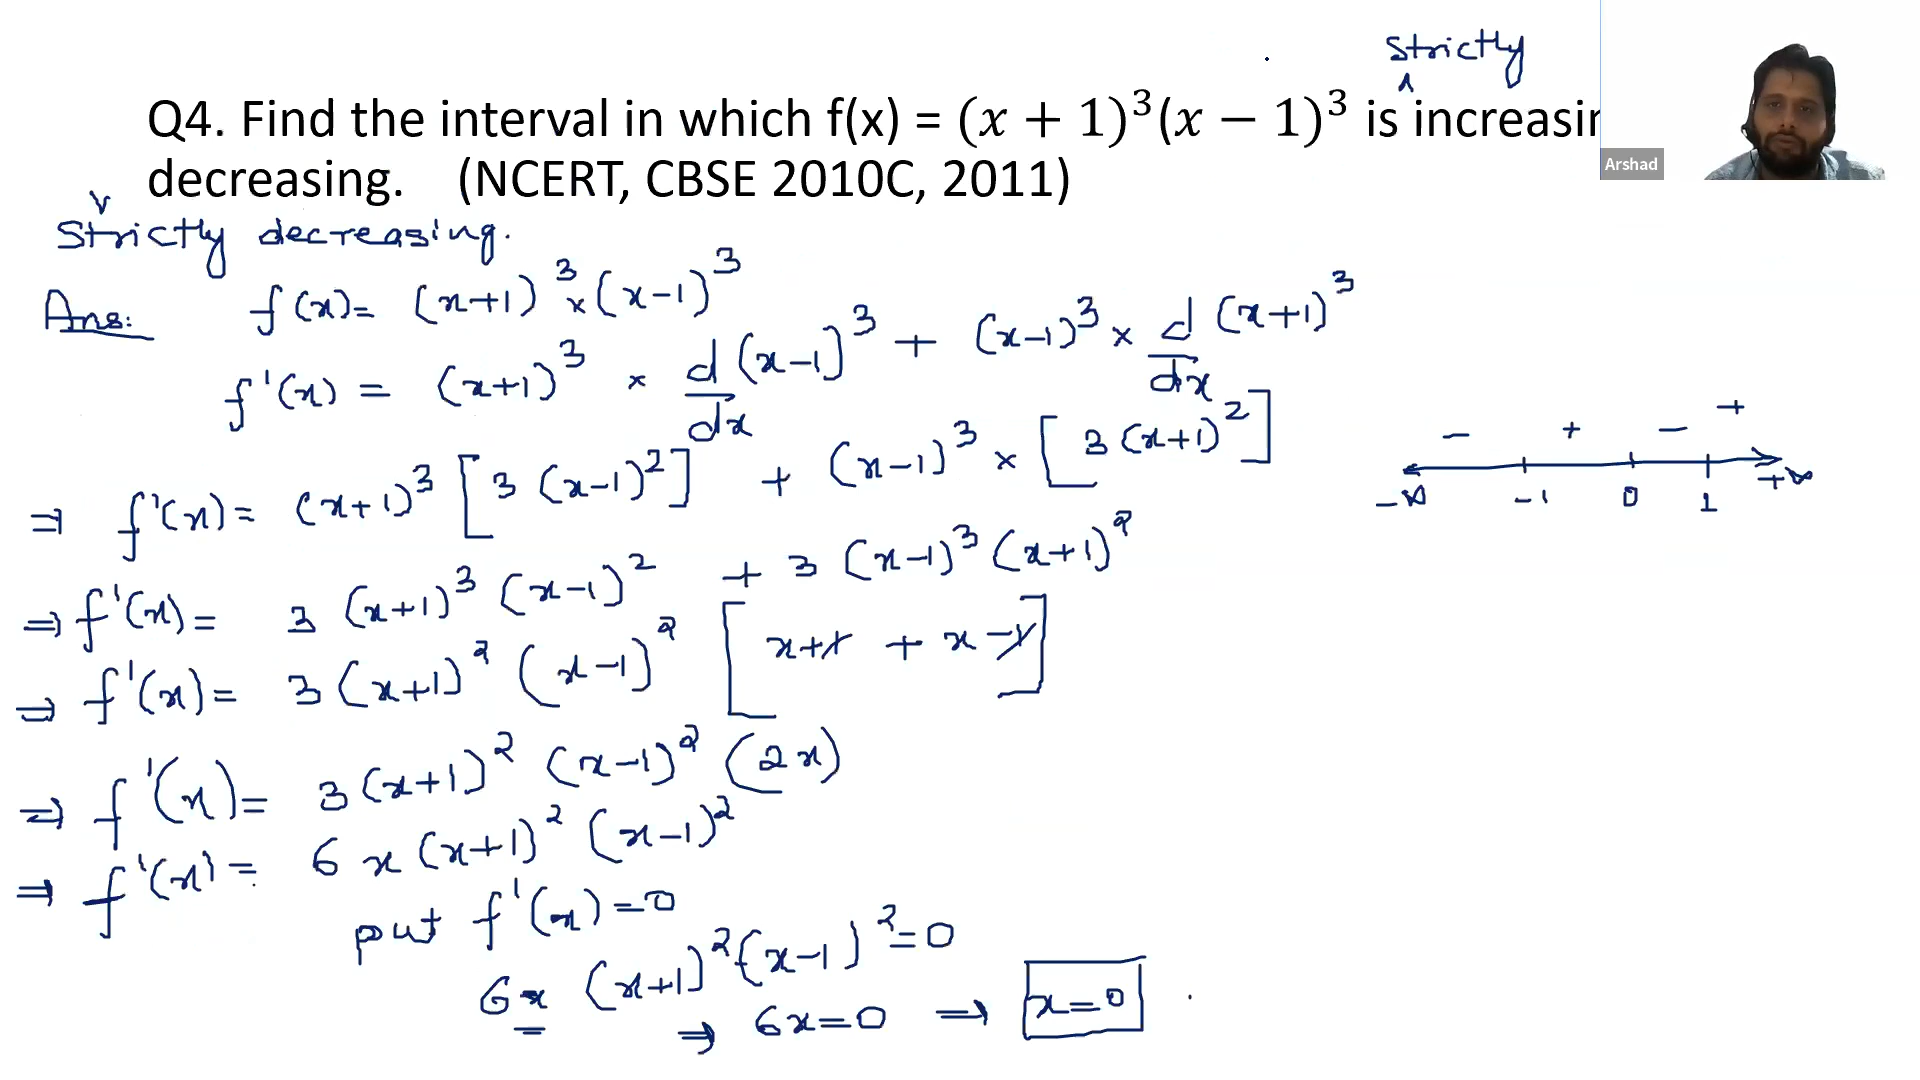 strictly
Q4. Find the interval in which f(x) = (x + 1)³(x − 1)³ is increasin
Arshad
decreasing. (NCERT, CBSE 2010C, 2011)
Strictly decreasing.
Ans: f(x) = (x+1)³ × (x-1)³
f'(x) = (x+1)³ × d/dx (x-1)³ + (x-1)³ × d/dx (x+1)³
⇒ f'(x) = (x+1)³ [3 (x-1)²] + (x-1)³ × [3 (x+1)²]
− + − +
-∞ -1 0 1 +∞
⇒ f'(x) = 3 (x+1)³ (x-1)² + 3 (x-1)³ (x+1)²
⇒ f'(x) = 3 (x+1)² (x-1)² [x+1 + x-1]
⇒ f'(x) = 3 (x+1)² (x-1)² (2x)
⇒ f'(x) = 6 x (x+1)² (x-1)²
put f'(x) = 0
6x (x+1)² (x-1)² = 0
⇒ 6x = 0 ⇒ x = 0